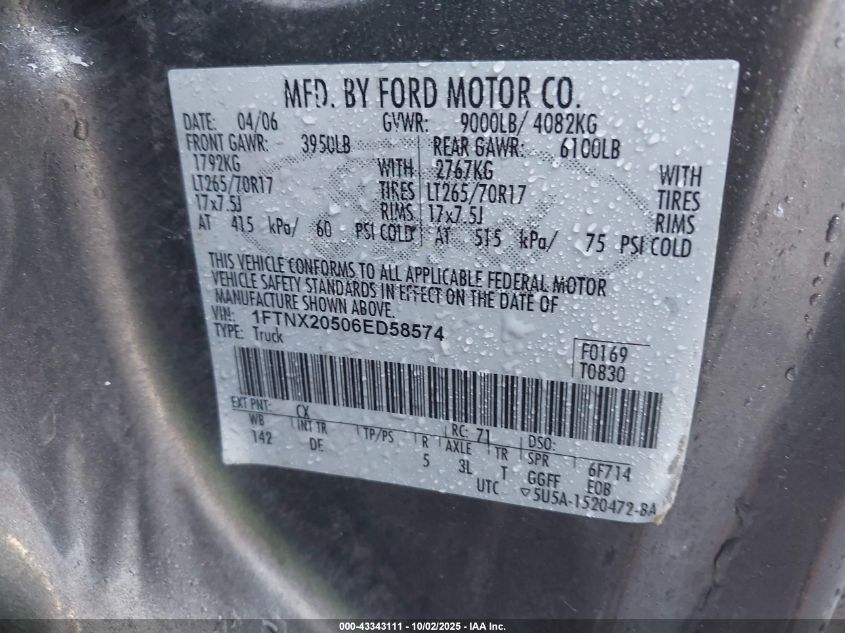 MFD. BY FORD MOTOR CO.
DATE: 04/06 GVWR: 9000LB/ 4082KG
FRONT GAWR: 3950LB REAR GAWR: 6100LB
1792KG WITH 2767KG WITH
LT265/70R17 TIRES LT265/70R17 TIRES
17x7.5J RIMS 17x7.5J RIMS
AT 415 kPa/ 60 PSI COLD AT 515 kPa/ 75 PSI COLD
THIS VEHICLE CONFORMS TO ALL APPLICABLE FEDERAL MOTOR
VEHICLE SAFETY STANDARDS IN EFFECT ON THE DATE OF
MANUFACTURE SHOWN ABOVE.
VIN: 1FTNX20506ED58574
TYPE: Truck
F0169
T0830
EXT PNT: CX RC: 71 DSO:
WB INT TR TP/PS R AXLE TR SPR 6F714
142 DE 5 3L T GGFF EOB
UTC ▽5U5A-1520472-BA
000-43343111 - 10/02/2025 - IAA Inc.